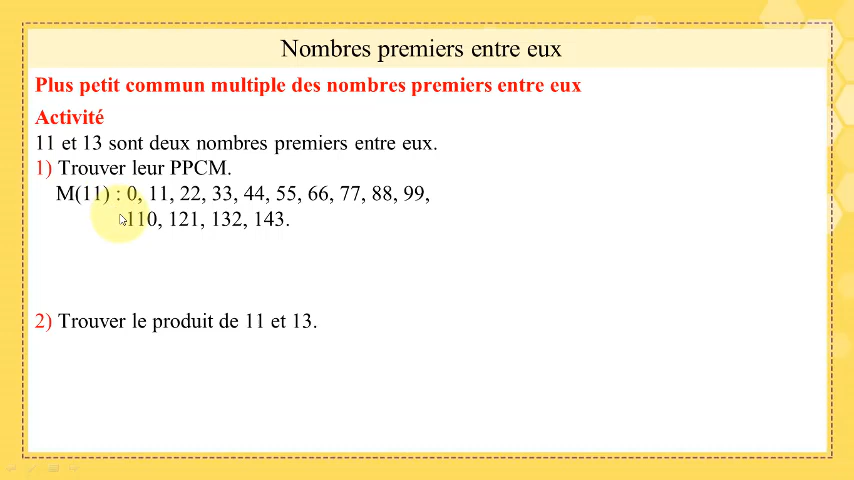 Nombres premiers entre eux
Plus petit commun multiple des nombres premiers entre eux
Activité
11 et 13 sont deux nombres premiers entre eux.
1) Trouver leur PPCM.
M(11) : 0, 11, 22, 33, 44, 55, 66, 77, 88, 99,
110, 121, 132, 143.
2) Trouver le produit de 11 et 13.